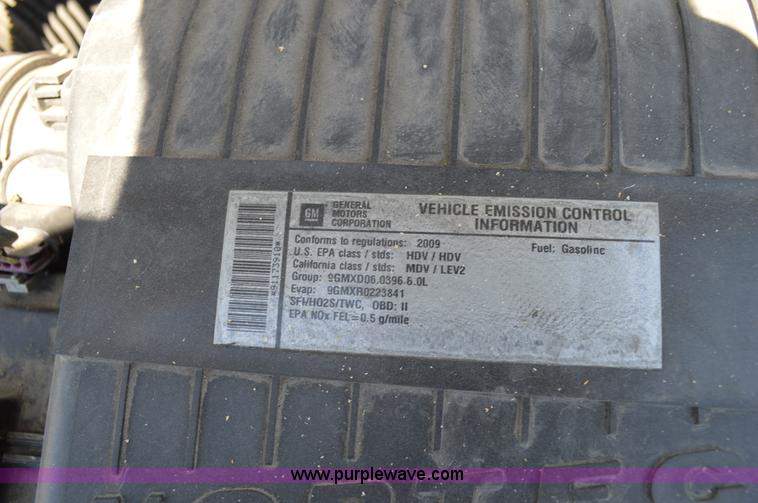 GM
GENERAL
MOTORS
CORPORATION
VEHICLE EMISSION CONTROL
INFORMATION
Conforms to regulations: 2009 Fuel: Gasoline
U.S. EPA class / stds: HDV / HDV
California class / stds: MDV / LEV2
Group: 9GMXD06.0396 6.0L
Evap: 9GMXR0223841
SFI/HO2S/TWC, OBD: II
EPA NOx FEL=0.5 g/mile
*91173910*
www.purplewave.com